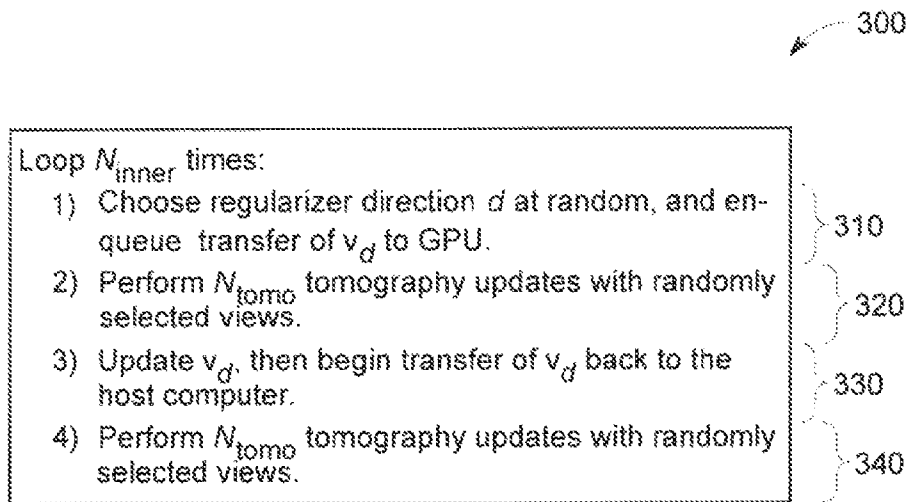 300
Loop N_inner times:
1) Choose regularizer direction d at random, and en-
queue transfer of v_d to GPU.
310
2) Perform N_tomo tomography updates with randomly
selected views.
320
3) Update v_d, then begin transfer of v_d back to the
host computer.
330
4) Perform N_tomo tomography updates with randomly
selected views.
340